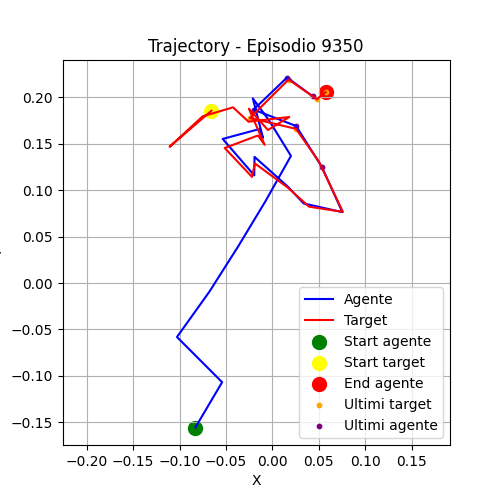 Trajectory - Episodio 9350
0.20
0.15
0.10
0.05
0.00
−0.05
−0.10
−0.15
−0.20 −0.15 −0.10 −0.05 0.00 0.05 0.10 0.15
X
Agente
Target
Start agente
Start target
End agente
Ultimi target
Ultimi agente